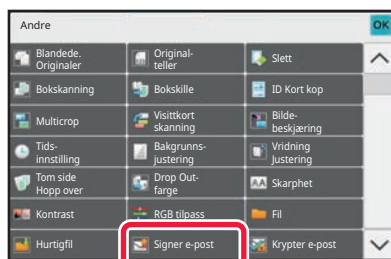 Andre
OK
Blandede.
Originaler
Original-
teller
Slett
Bokskanning
Bokskille
ID Kort kop
Multicrop
Visittkort
skanning
Bilde-
beskjæring
Tids-
innstilling
Bakgrunns-
justering
Vridning
Justering
Tom side
Hopp over
Drop Out-
farge
AA Skarphet
Kontrast
RGB tilpass
Fil
Hurtigfil
Signer e-post
Krypter e-post